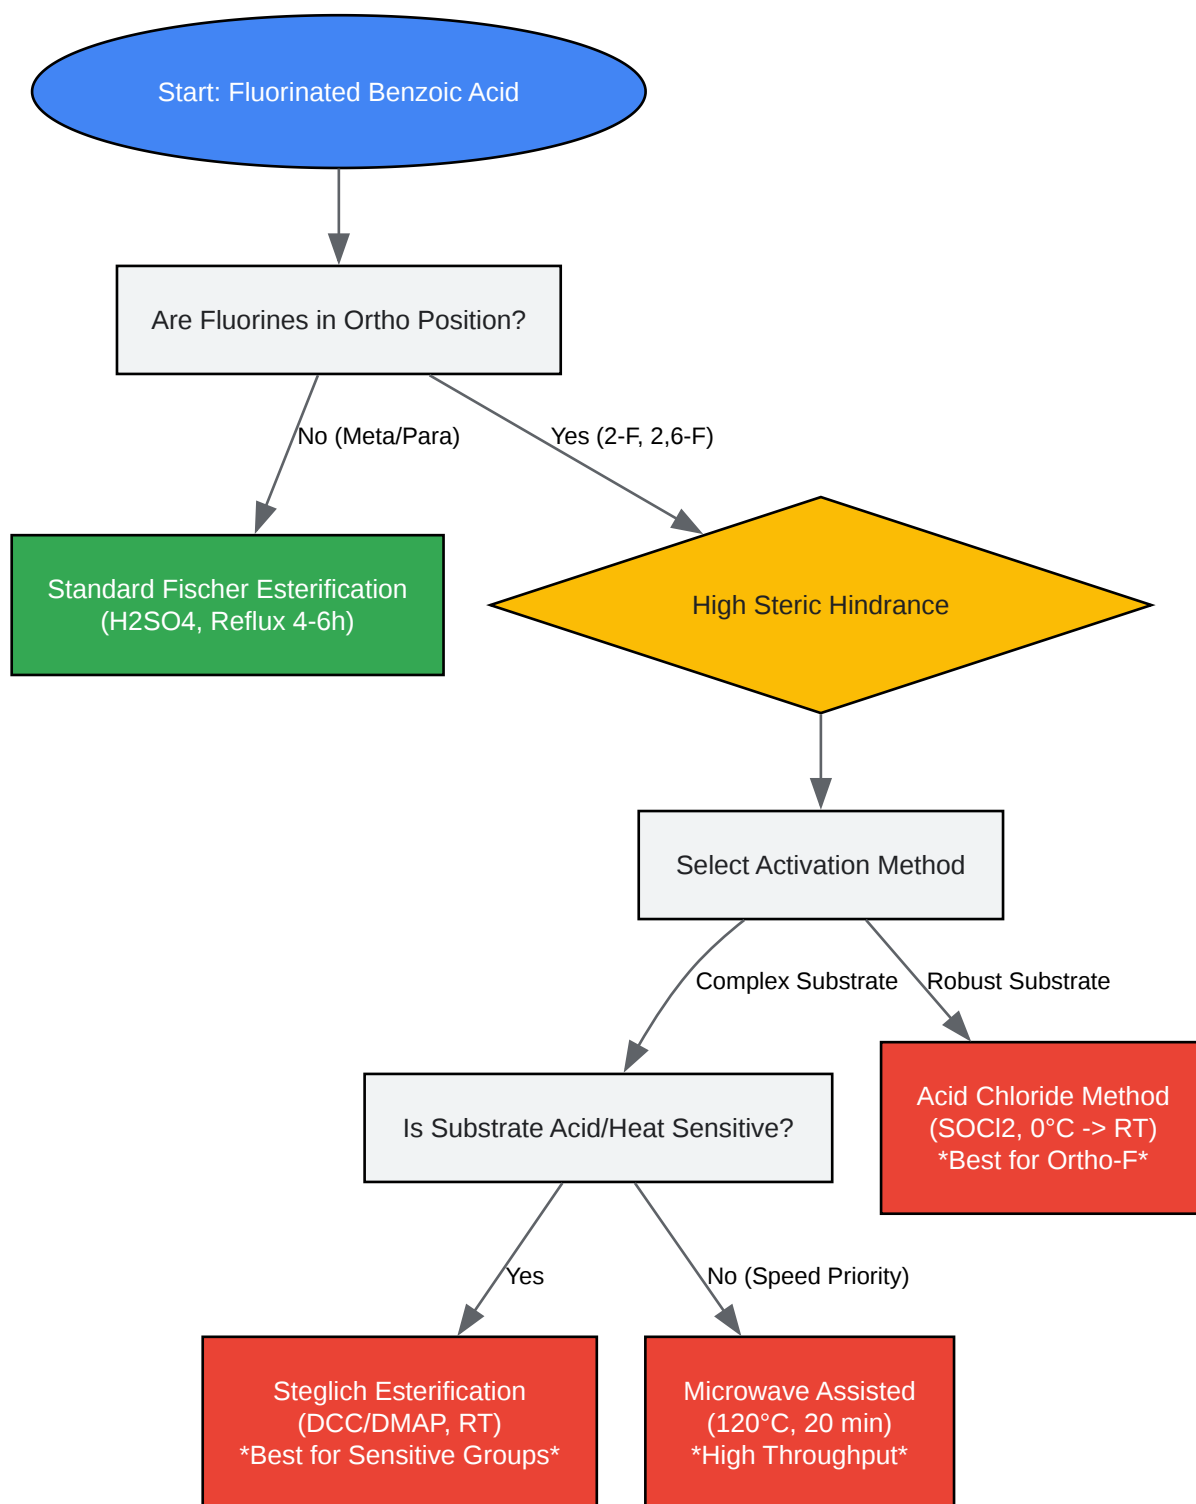 Start: Fluorinated Benzoic Acid
Are Fluorines in Ortho Position?
No (Meta/Para)
Yes (2-F, 2,6-F)
Standard Fischer Esterification
(H2SO4, Reflux 4-6h)
High Steric Hindrance
Select Activation Method
Complex Substrate
Robust Substrate
Acid Chloride Method
(SOCl2, 0°C -> RT)
*Best for Ortho-F*
Is Substrate Acid/Heat Sensitive?
Yes
No (Speed Priority)
Steglich Esterification
(DCC/DMAP, RT)
*Best for Sensitive Groups*
Microwave Assisted
(120°C, 20 min)
*High Throughput*